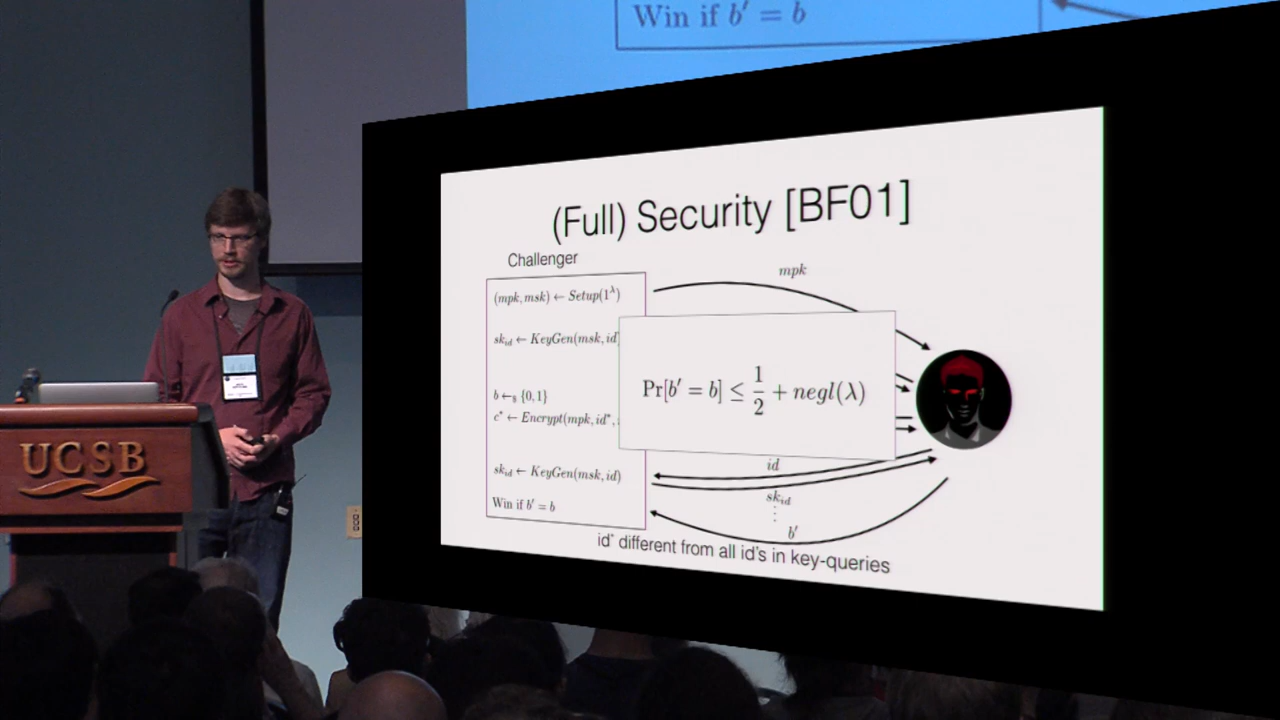 Win if b′ = b
(Full) Security [BF01]
Challenger
mpk
(mpk, msk) ← Setup(1^λ)
sk_id ← KeyGen(msk, id
b ←$ {0,1}
c* ← Encrypt(mpk, id*,
Pr[b′ = b] ≤ 1/2 + negl(λ)
id
sk_id ← KeyGen(msk, id)
sk_id
⋮
Win if b′ = b
b′
id* different from all id's in key-queries
UCSB